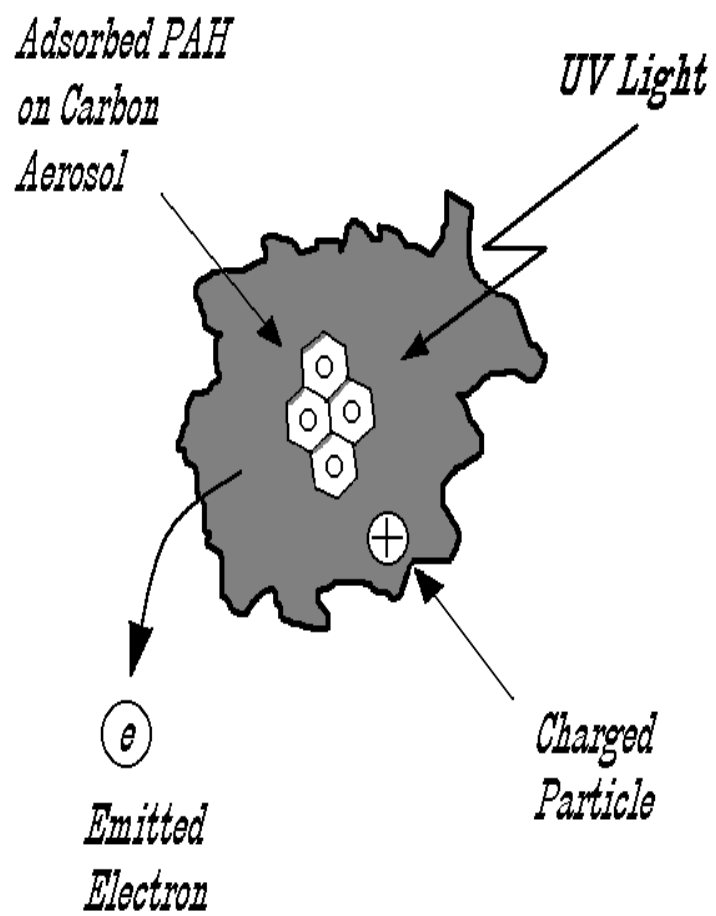 Adsorbed PAH
on Carbon
Aerosol
UV Light
e
Emitted
Electron
Charged
Particle